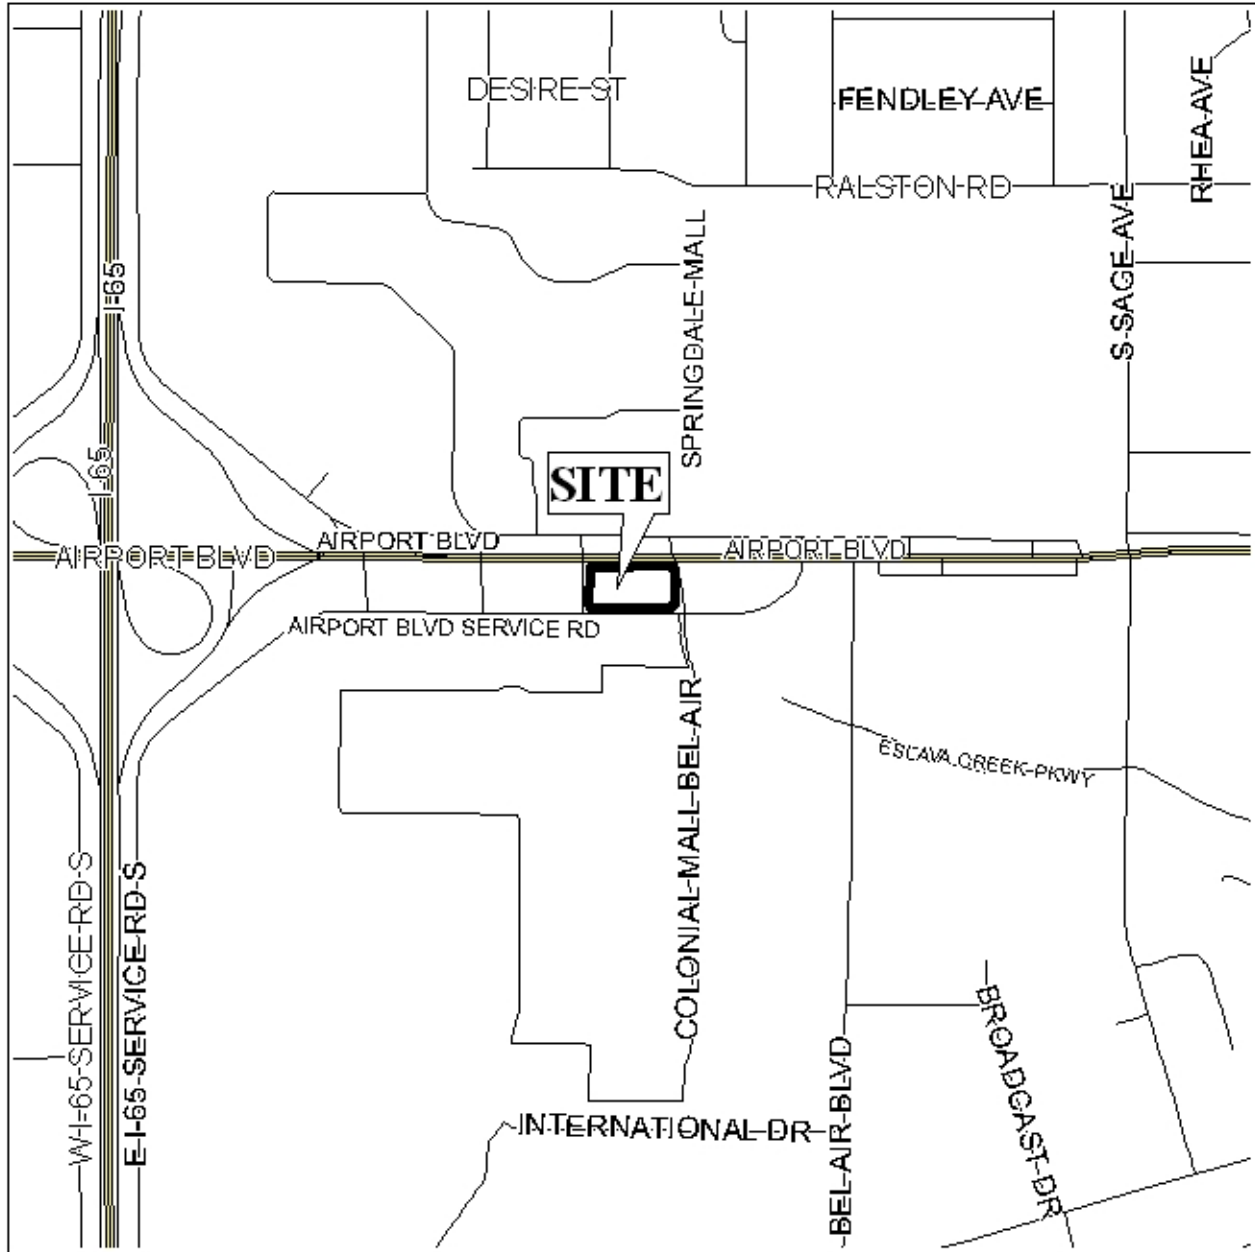 DESIRE ST
FENDLEY AVE
RHEA AVE
RALSTON RD
S SAGE AVE
SPRINGDALE MALL
I-65
I-65
SITE
AIRPORT BLVD
AIRPORT BLVD
AIRPORT BLVD
AIRPORT BLVD SERVICE RD
COLONIAL MALL BEL AIR
ESLAVA CREEK PKWY
W I-65 SERVICE RD S
E I-65 SERVICE RD S
BROADCAST DR
BEL AIR BLVD
INTERNATIONAL DR